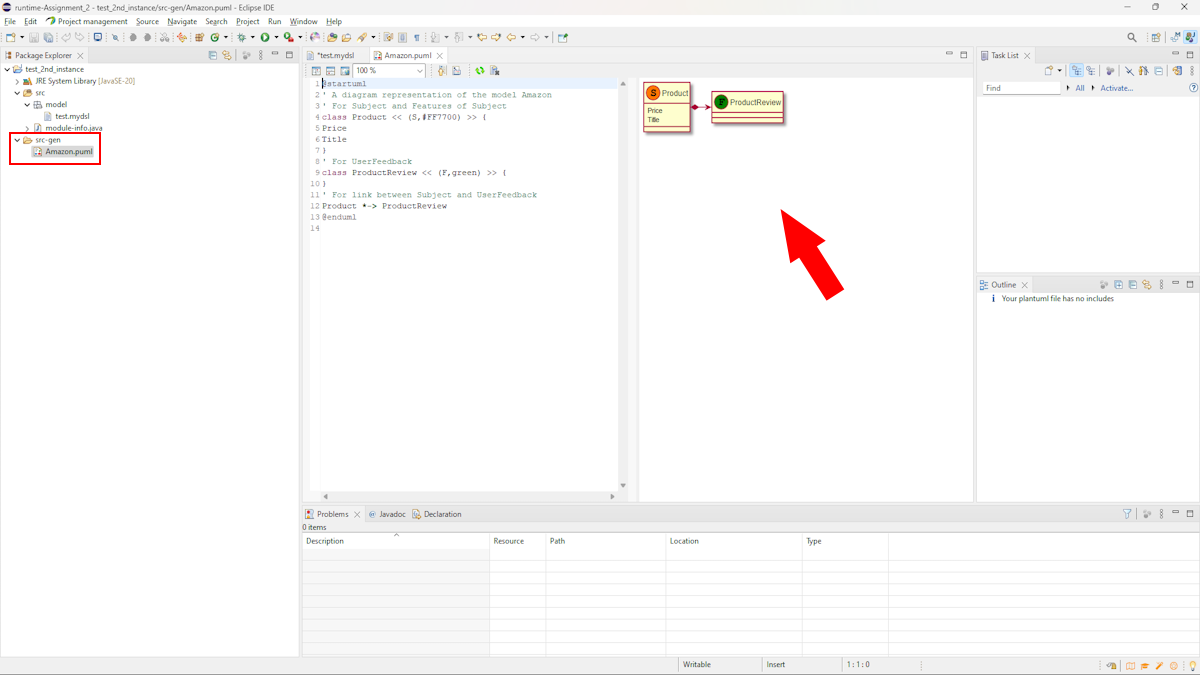 runtime-Assignment_2 - test_2nd_instance/src-gen/Amazon.puml - Eclipse IDE
File Edit Project management Source Navigate Search Project Run Window Help
Package Explorer
test_2nd_instance
JRE System Library [JavaSE-20]
src
model
test.mydsl
module-info.java
src-gen
Amazon.puml
*test.mydsl Amazon.puml
100 %
1 @startuml
2 ' A diagram representation of the model Amazon
3 ' For Subject and Features of Subject
4 class Product << (S,#FF7700) >> {
5 Price
6 Title
7 }
8 ' For UserFeedback
9 class ProductReview << (F,green) >> {
10 }
11 ' For link between Subject and UserFeedback
12 Product *-> ProductReview
13 @enduml
14
S Product
Price
Title
F ProductReview
Task List
Find All Activate...
Outline
Your plantuml file has no includes
Problems Javadoc Declaration
0 items
Description Resource Path Location Type
Writable Insert 1:1:0